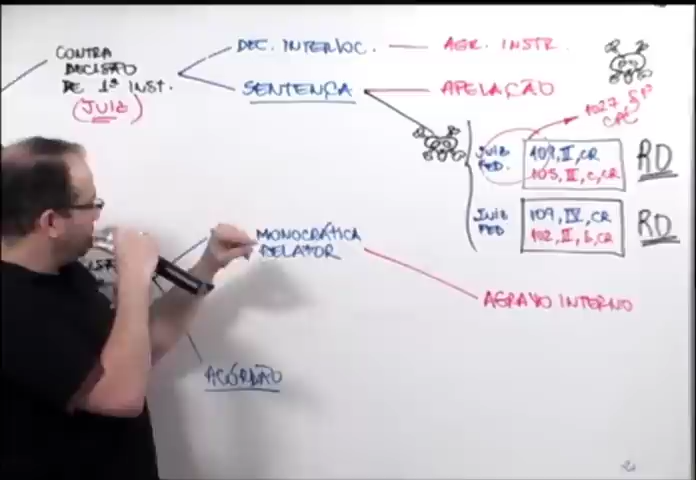 CONTRA
DECISÃO
DE 1ª INST.
(JUIZ)
DEC. INTERLOC. — AGR. INSTR.
SENTENÇA — APELAÇÃO
1027, §
CPC
JUIZ
FED.
109, II, CR
105, II, C, CR
RO
JUIZ
FED
109, IV, CR
102, II, b, CR
RO
MONOCRÁTICA
RELATOR
AGRAVO INTERNO
ACÓRDÃO